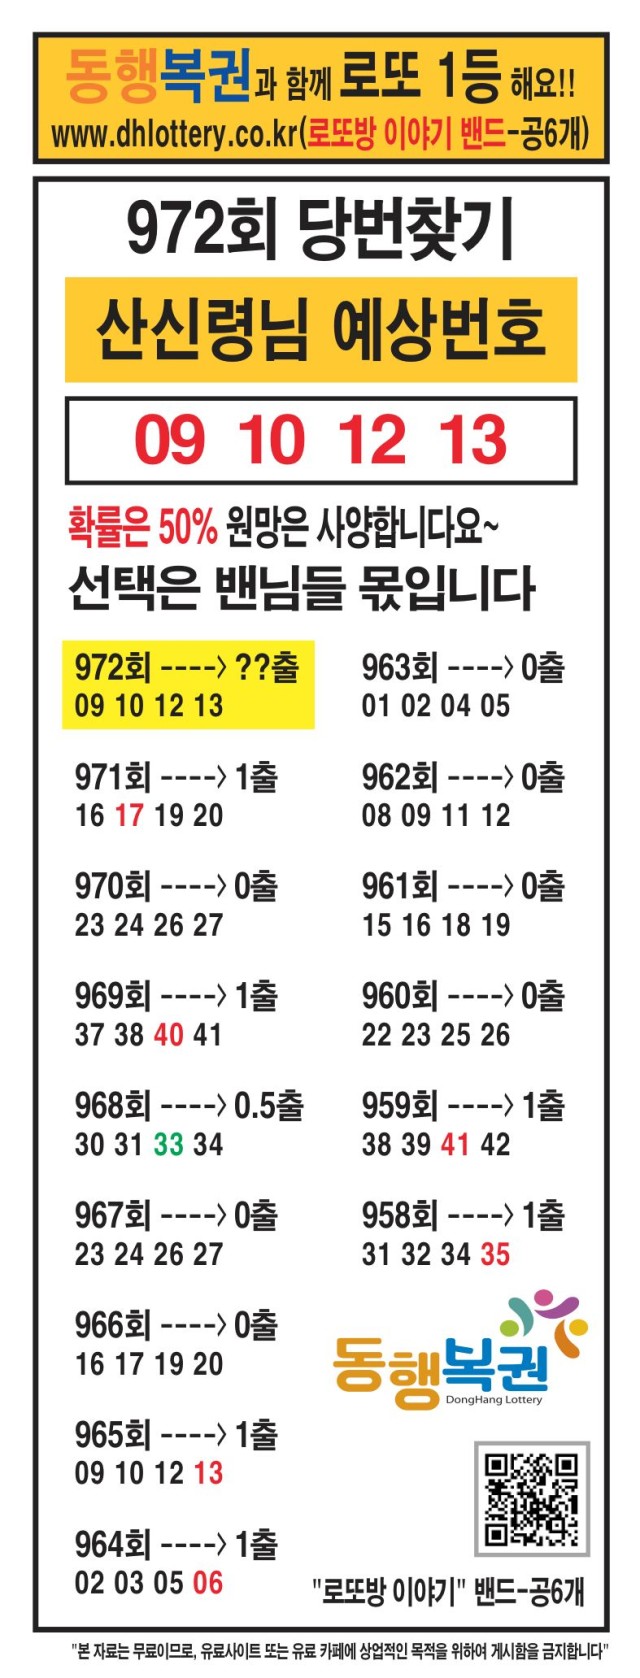 동행복권과 함께 로또 1등 해요!!
www.dhlottery.co.kr(로또방 이야기 밴드-공6개)
972회 당번찾기
산신령님 예상번호
09 10 12 13
확률은 50% 원망은 사양합니다요~
선택은 밴님들 몫입니다
972회 ----> ??출
09 10 12 13
971회 ----> 1출
16 17 19 20
970회 ----> 0출
23 24 26 27
969회 ----> 1출
37 38 40 41
968회 ----> 0.5출
30 31 33 34
967회 ----> 0출
23 24 26 27
966회 ----> 0출
16 17 19 20
965회 ----> 1출
09 10 12 13
964회 ----> 1출
02 03 05 06
963회 ----> 0출
01 02 04 05
962회 ----> 0출
08 09 11 12
961회 ----> 0출
15 16 18 19
960회 ----> 0출
22 23 25 26
959회 ----> 1출
38 39 41 42
958회 ----> 1출
31 32 34 35
동행복권
DongHang Lottery
"로또방 이야기" 밴드-공6개
"본 자료는 무료이므로, 유료사이트 또는 유료 카페에 상업적인 목적을 위하여 게시함을 금지합니다"